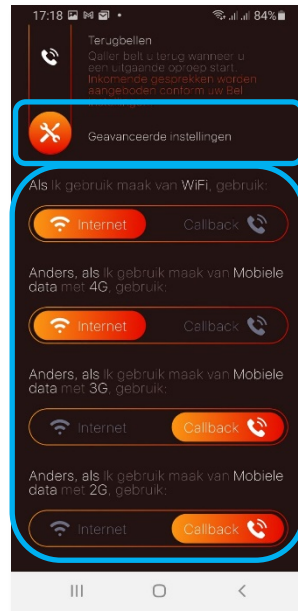 17:18 84%
Terugbellen
Qaller belt u terug wanneer u
een uitgaande oproep start.
Inkomende gesprekken worden
aangeboden conform uw Bel
Geavanceerde instellingen
Als Ik gebruik maak van WiFi, gebruik:
Internet Callback
Anders, als Ik gebruik maak van Mobiele
data met 4G, gebruik:
Internet Callback
Anders, als Ik gebruik maak van Mobiele
data met 3G, gebruik:
Internet Callback
Anders, als Ik gebruik maak van Mobiele
data met 2G, gebruik:
Internet Callback